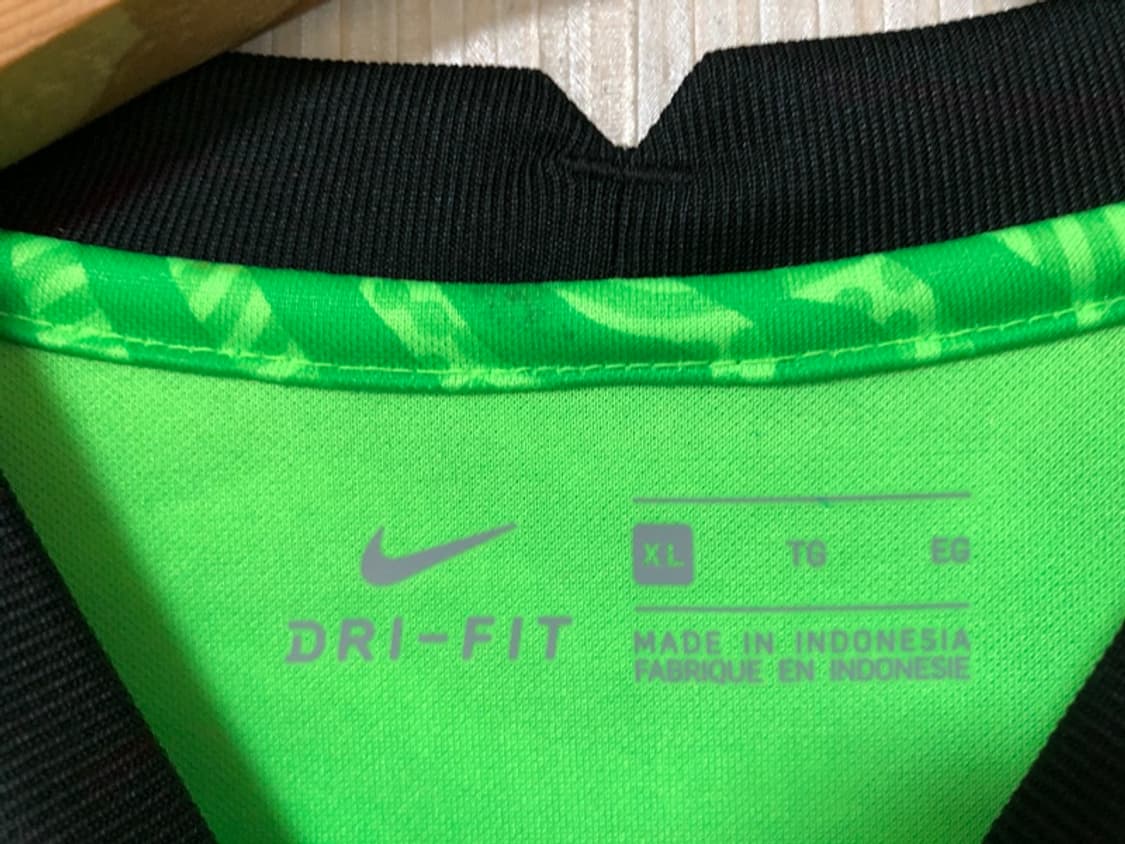 DRI-FIT
XL TG EG
MADE IN INDONESIA
FABRIQUE EN INDONESIE